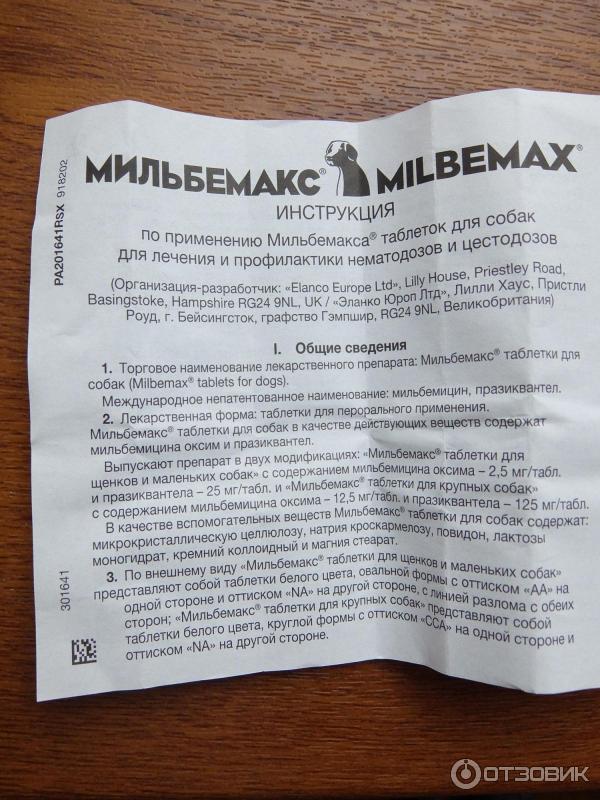 МИЛЬБЕМАКС® MILBEMAX®
ИНСТРУКЦИЯ
по применению Мильбемакса® таблеток для собак
для лечения и профилактики нематодозов и цестодозов
(Организация-разработчик: «Elanco Europe Ltd», Lilly House, Priestley Road,
Basingstoke, Hampshire RG24 9NL, UK / «Эланко Юроп Лтд», Лилли Хаус, Пристли
Роуд, г. Бейсингсток, графство Гэмпшир, RG24 9NL, Великобритания)
I. Общие сведения
1. Торговое наименование лекарственного препарата: Мильбемакс® таблетки для
собак (Milbemax® tablets for dogs).
Международное непатентованное наименование: мильбемицин, празиквантел.
2. Лекарственная форма: таблетки для перорального применения.
Мильбемакс® таблетки для собак в качестве действующих веществ содержат
мильбемицина оксим и празиквантел.
Выпускают препарат в двух модификациях: «Мильбемакс® таблетки для
щенков и маленьких собак» с содержанием мильбемицина оксима – 2,5 мг/табл.
и празиквантела – 25 мг/табл. и «Мильбемакс® таблетки для крупных собак»
с содержанием мильбемицина оксима – 12,5 мг/табл. и празиквантела – 125 мг/табл.
В качестве вспомогательных веществ Мильбемакс® таблетки для собак содержат:
микрокристаллическую целлюлозу, натрия кроскармелозу, повидон, лактозы
моногидрат, кремний коллоидный и магния стеарат.
3. По внешнему виду «Мильбемакс® таблетки для щенков и маленьких собак»
представляют собой таблетки белого цвета, овальной формы с оттиском «AA» на
одной стороне и оттиском «NA» на другой стороне, с линией разлома с обеих
сторон; «Мильбемакс® таблетки для крупных собак» представляют собой
таблетки белого цвета, круглой формы с оттиском «CCA» на одной стороне и
оттиском «NA» на другой стороне.
PA201641RSX 918202
301641
ОТЗОВИК